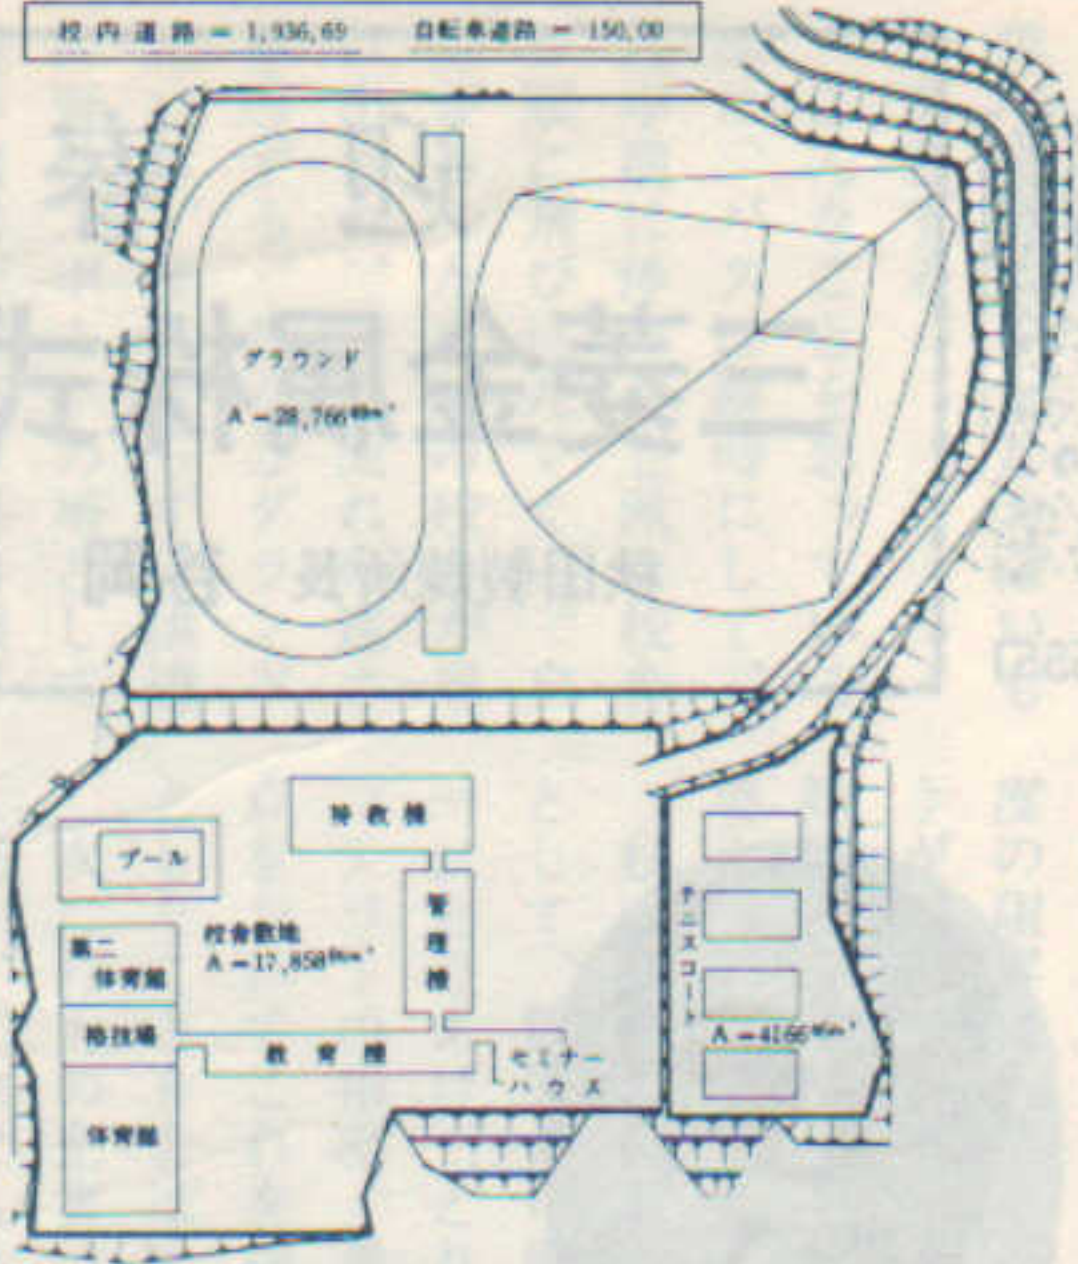 校内道路 = 1,936,69 自転車道路 = 150,00
グラウンド
A=28,766
特教棟
プール
管理棟
校舎敷地
A=17,858
第二
体育館
格技場
教育棟
セミナー
ハウス
体育館
テニスコート
A=4166